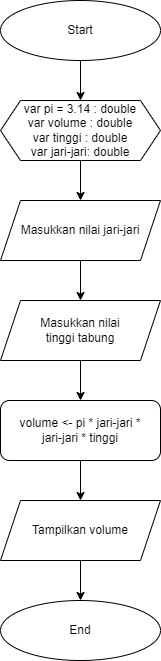 Start
var pi = 3.14 : double
var volume : double
var tinggi : double
var jari-jari: double
Masukkan nilai jari-jari
Masukkan nilai
tinggi tabung
volume <- pi * jari-jari *
jari-jari * tinggi
Tampilkan volume
End